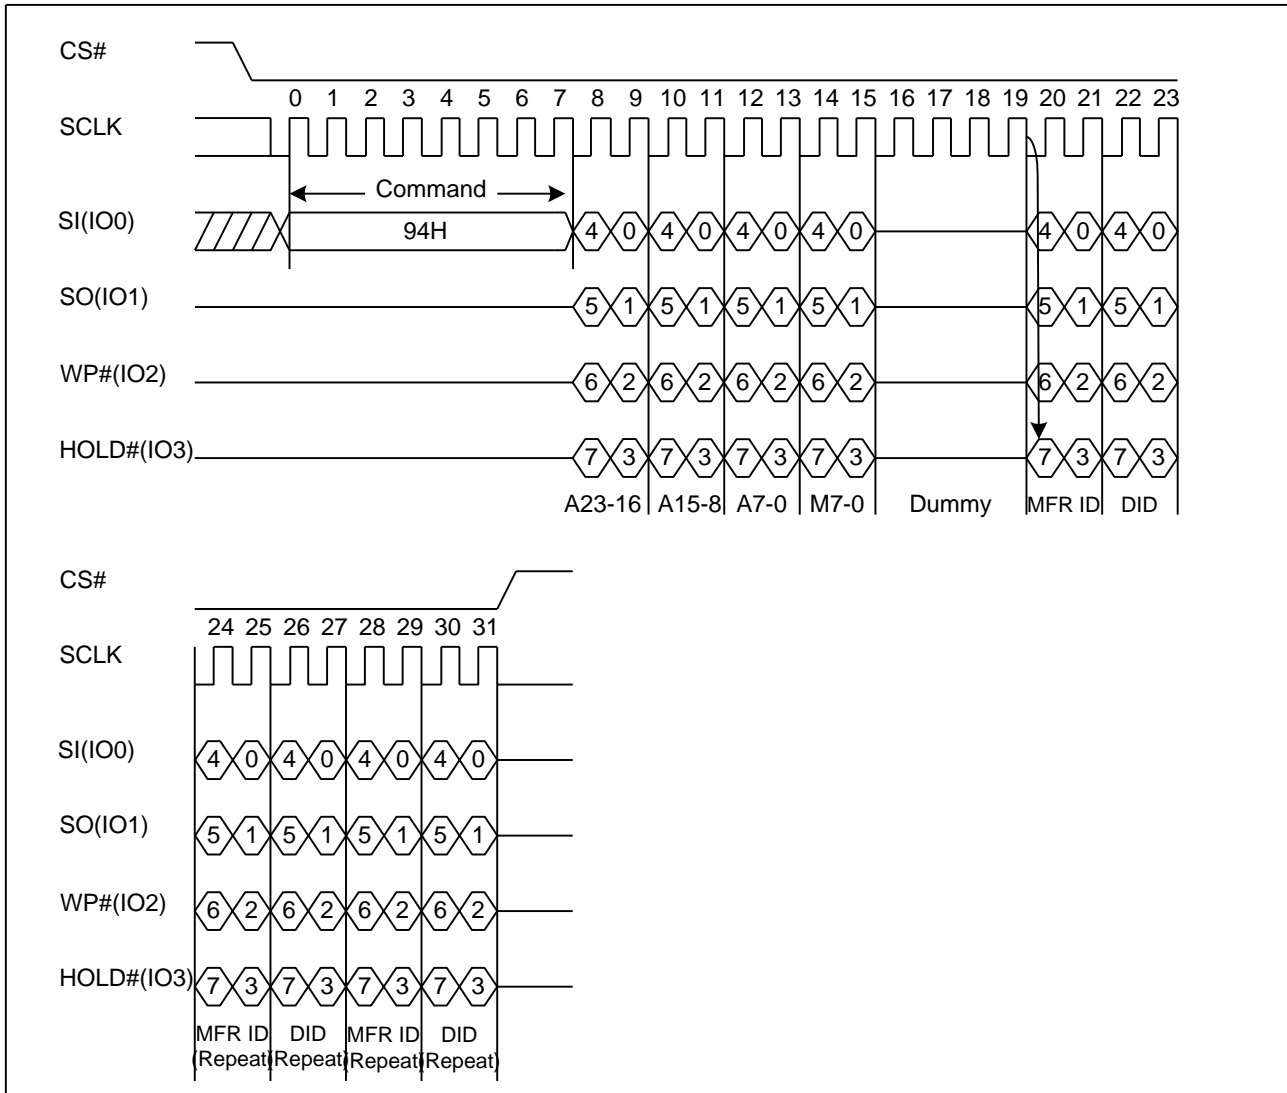 CS#
0 1 2 3 4 5 6 7 8 9 10 11 12 13 14 15 16 17 18 19 20 21 22 23
SCLK
Command
SI(IO0) 94H 4 0 4 0 4 0 4 0 4 0 4 0
SO(IO1) 5 1 5 1 5 1 5 1 5 1 5 1
WP#(IO2) 6 2 6 2 6 2 6 2 6 2 6 2
HOLD#(IO3) 7 3 7 3 7 3 7 3 7 3 7 3
A23-16 A15-8 A7-0 M7-0 Dummy MFR ID DID
CS#
24 25 26 27 28 29 30 31
SCLK
SI(IO0) 4 0 4 0 4 0 4 0
SO(IO1) 5 1 5 1 5 1 5 1
WP#(IO2) 6 2 6 2 6 2 6 2
HOLD#(IO3) 7 3 7 3 7 3 7 3
MFR ID DID MFR ID DID
(Repeat) (Repeat) (Repeat) (Repeat)